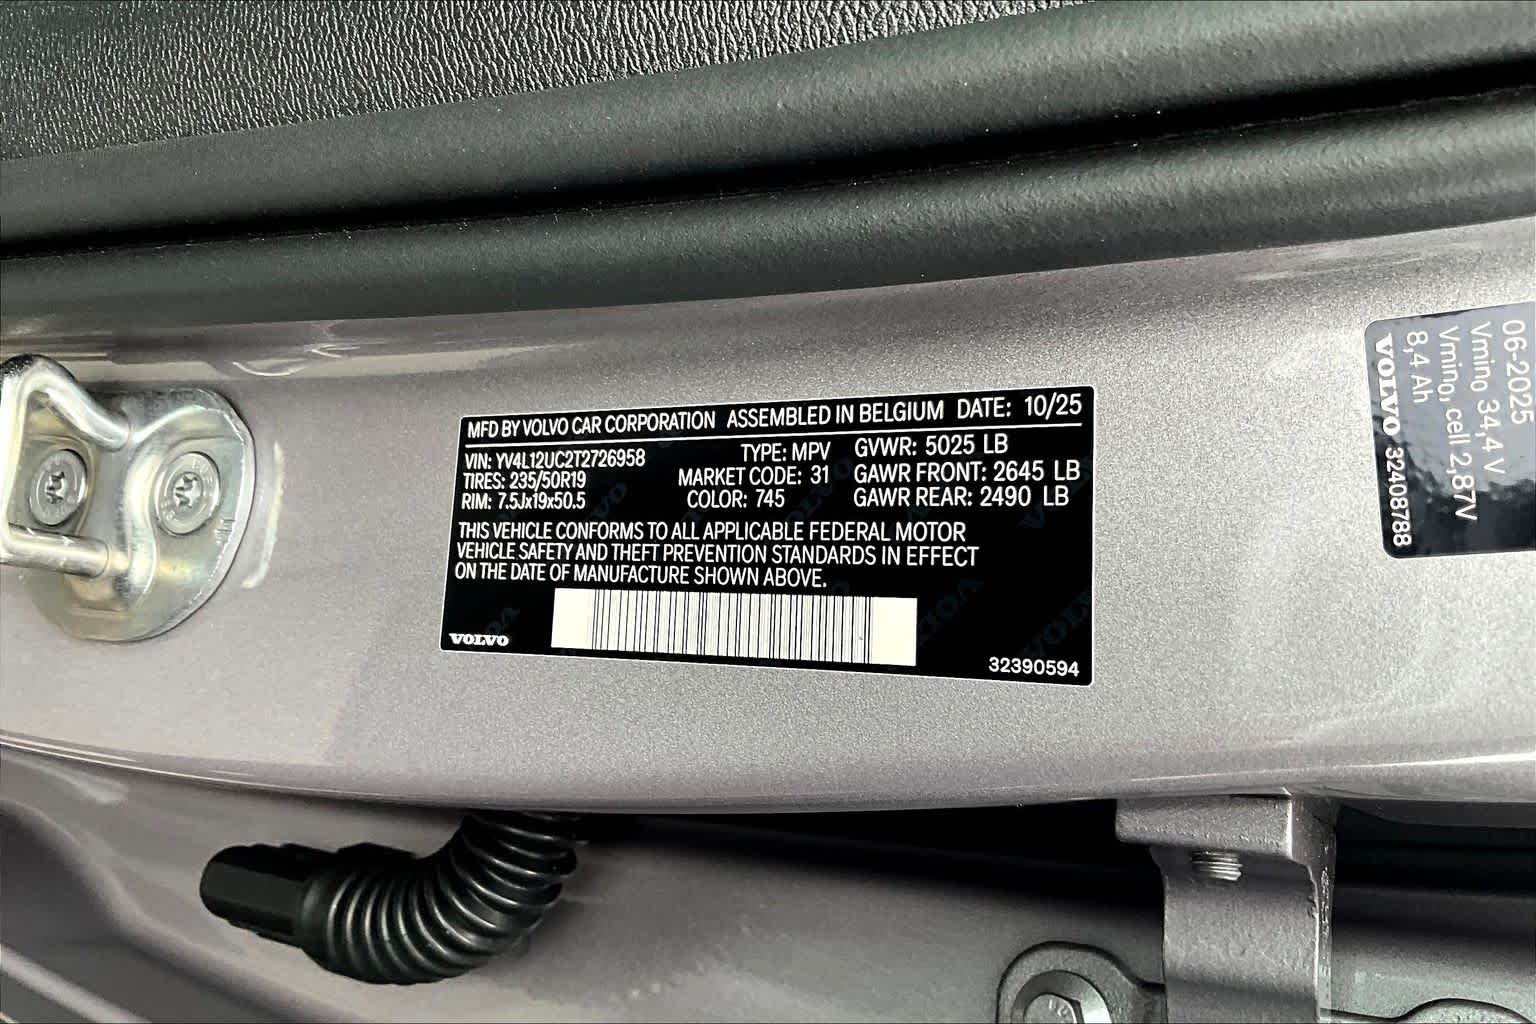 MFD BY VOLVO CAR CORPORATION ASSEMBLED IN BELGIUM DATE: 10/25
VIN: YV4L12UC2T2726958 TYPE: MPV GVWR: 5025 LB
TIRES: 235/50R19 MARKET CODE: 31 GAWR FRONT: 2645 LB
RIM: 7.5Jx19x50.5 COLOR: 745 GAWR REAR: 2490 LB
THIS VEHICLE CONFORMS TO ALL APPLICABLE FEDERAL MOTOR
VEHICLE SAFETY AND THEFT PREVENTION STANDARDS IN EFFECT
ON THE DATE OF MANUFACTURE SHOWN ABOVE.
VOLVO
32390594
06-2025
Vmin₀ 34,4 V
Vmin₀, cell 2,87V
8,4 Ah
VOLVO 32408788